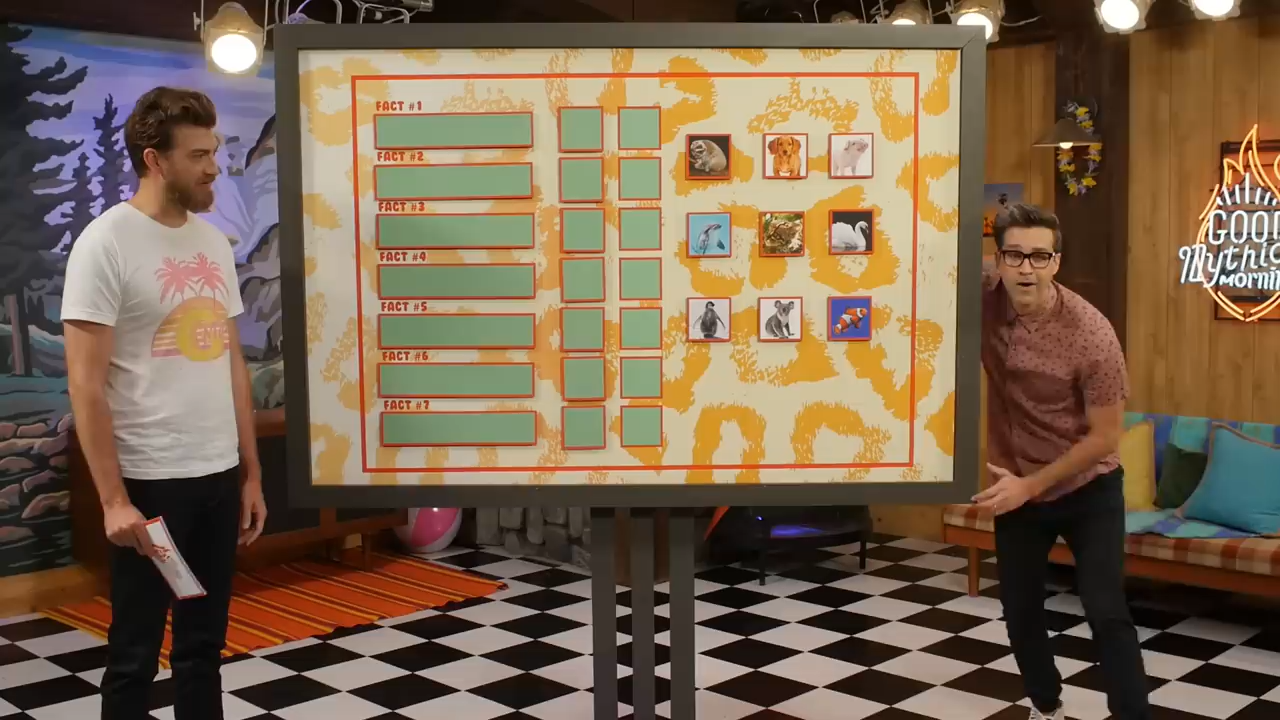 FACT #1
FACT #2
FACT #3
FACT #4
FACT #5
FACT #6
FACT #7
GOOD
Mythical
MORNING